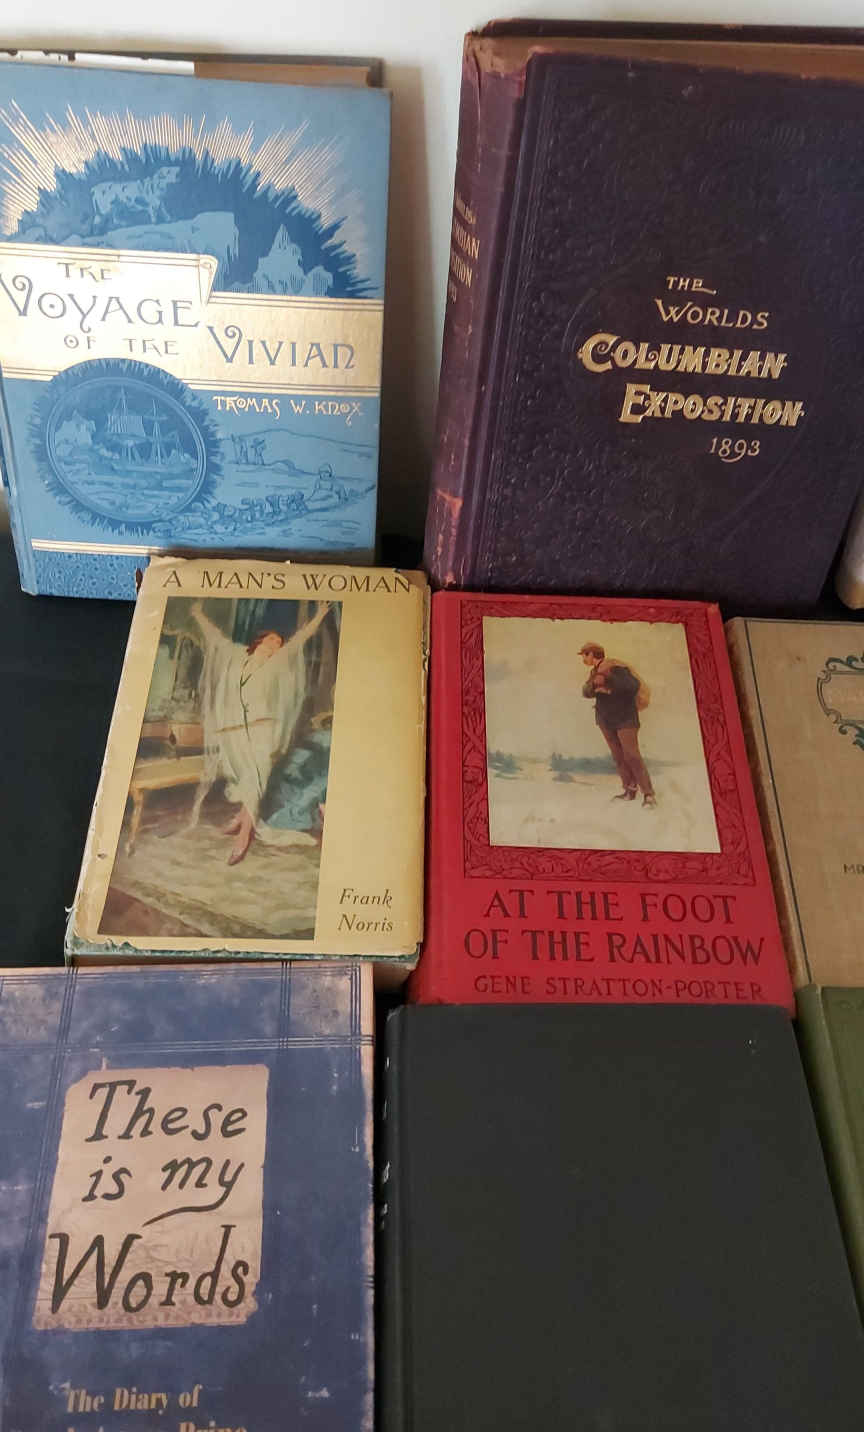 THE
VOYAGE
OF THE
VIVIAN
THOMAS W. KNOX
THE
WORLDS
COLUMBIAN
EXPOSITION
1893
A MAN'S WOMAN
Frank
Norris
AT THE FOOT
OF THE RAINBOW
GENE STRATTON-PORTER
These
is my
Words
The Diary of